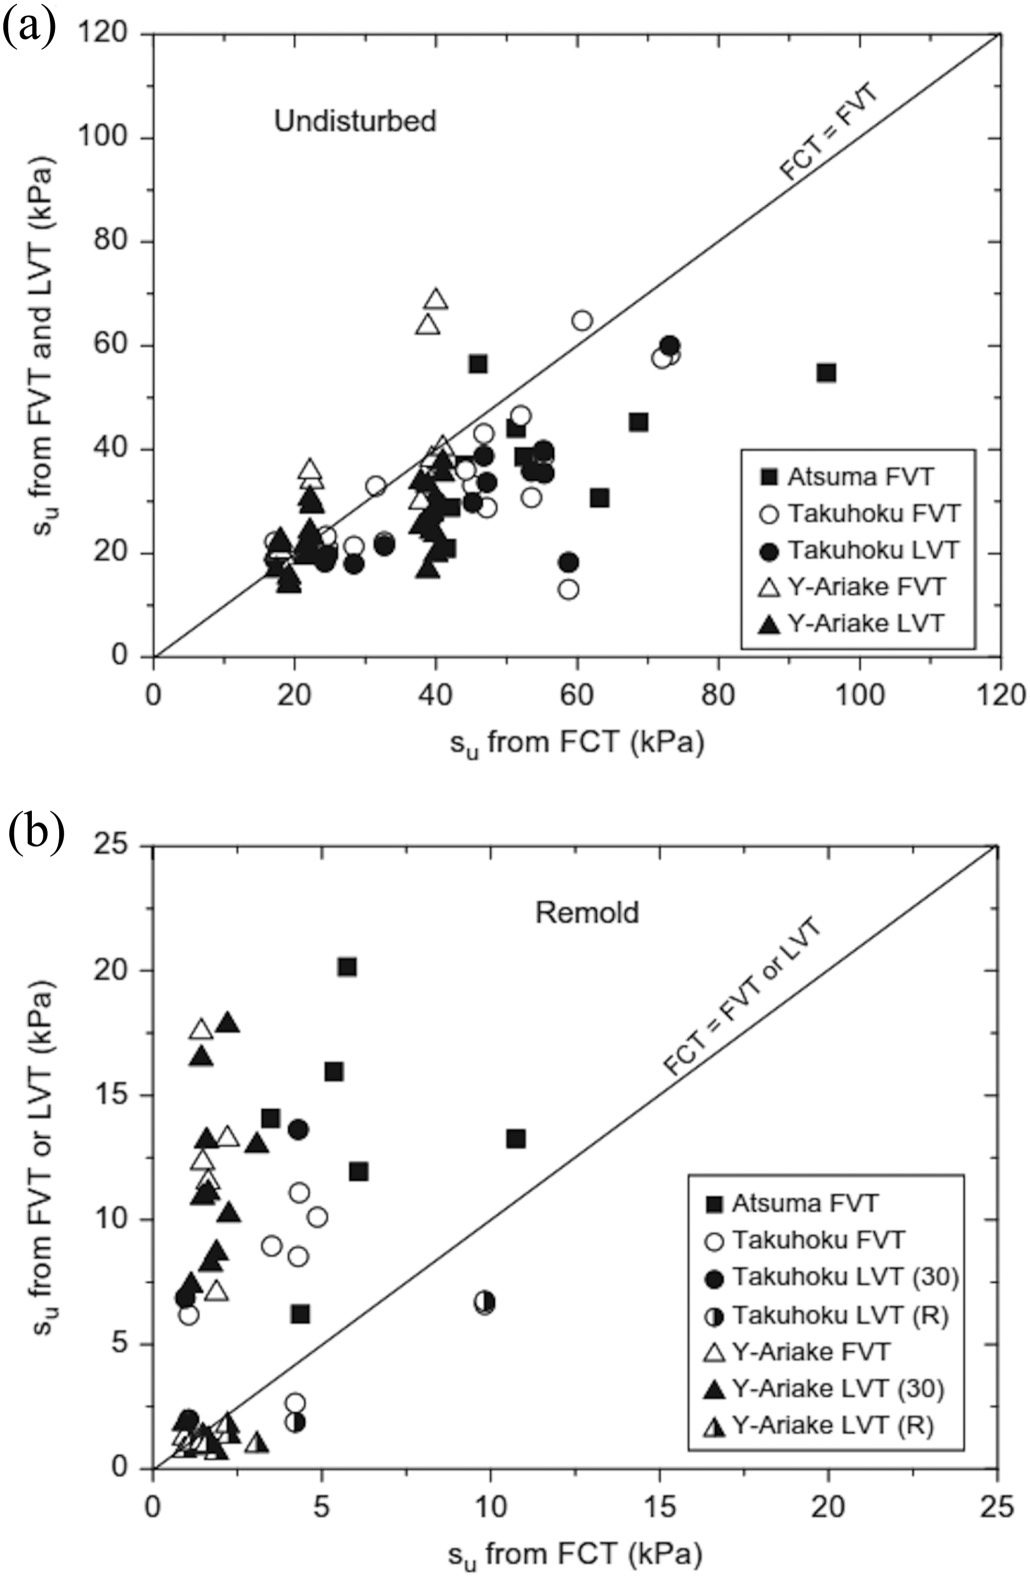 (a)
120
100
80
60
40
20
0
s_u from FVT and LVT (kPa)
Undisturbed
FCT = FVT
Atsuma FVT
Takuhoku FVT
Takuhoku LVT
Y-Ariake FVT
Y-Ariake LVT
0 20 40 60 80 100 120
s_u from FCT (kPa)
(b)
25
20
15
10
5
0
s_u from FVT or LVT (kPa)
Remold
FCT = FVT or LVT
Atsuma FVT
Takuhoku FVT
Takuhoku LVT (30)
Takuhoku LVT (R)
Y-Ariake FVT
Y-Ariake LVT (30)
Y-Ariake LVT (R)
0 5 10 15 20 25
s_u from FCT (kPa)